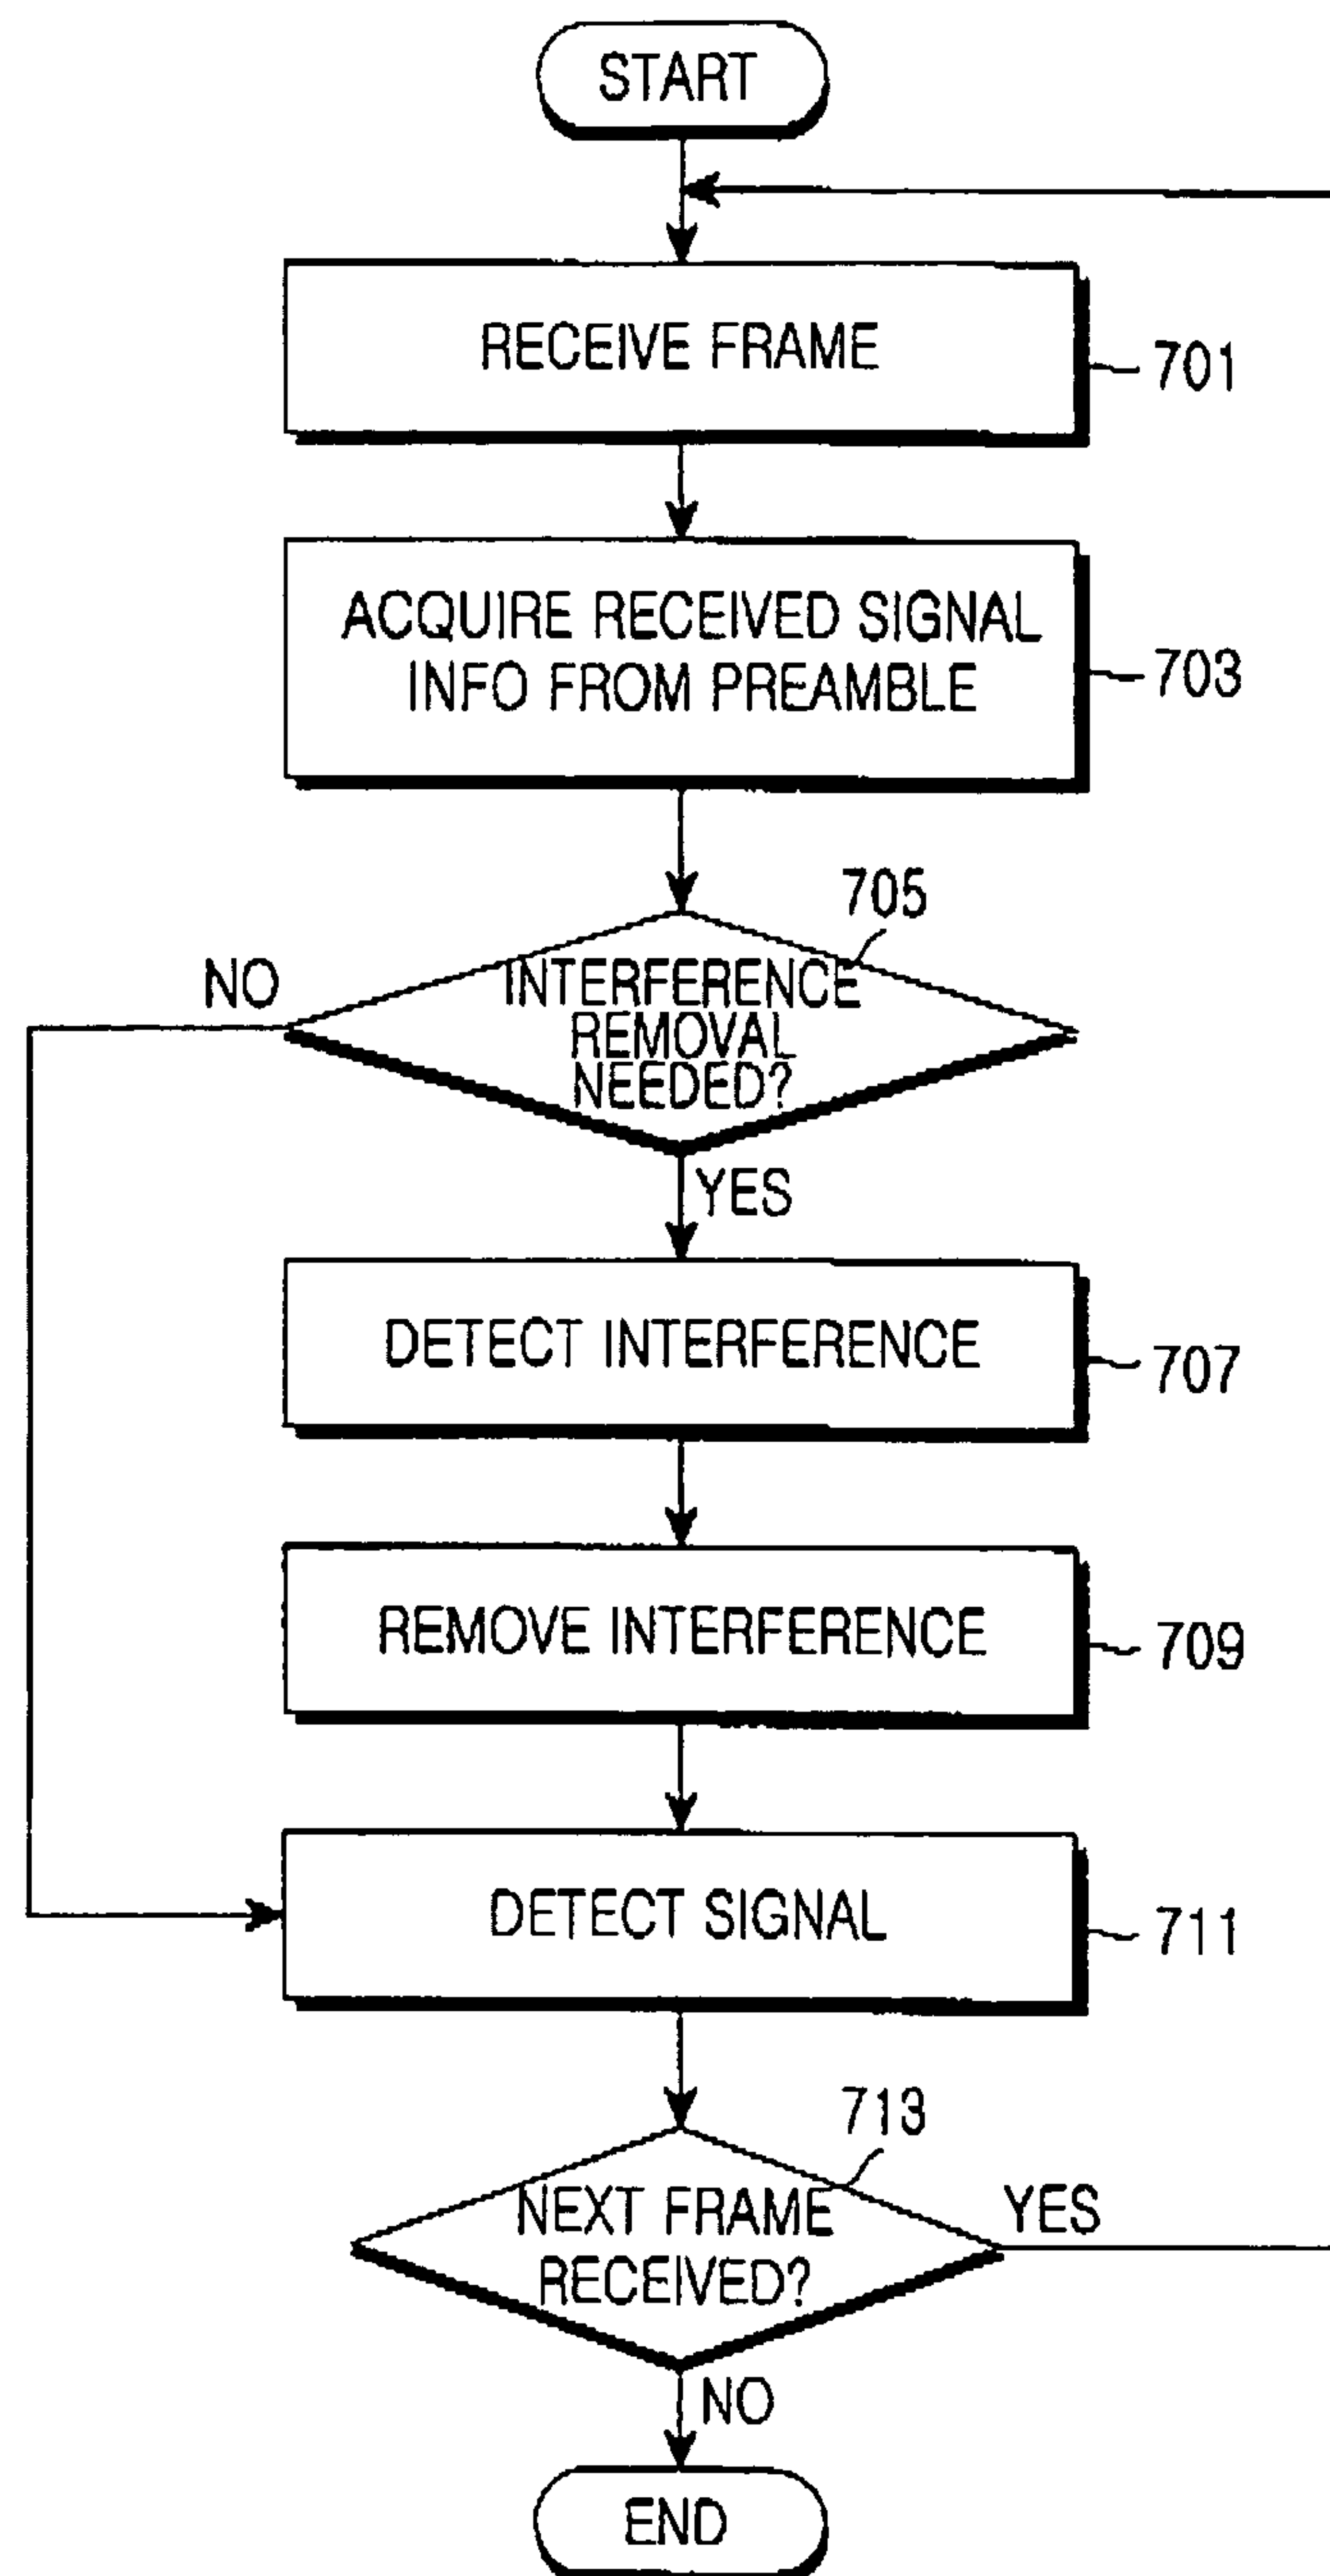 START
RECEIVE FRAME
701
ACQUIRE RECEIVED SIGNAL
INFO FROM PREAMBLE
703
705
NO
INTERFERENCE
REMOVAL
NEEDED?
YES
DETECT INTERFERENCE
707
REMOVE INTERFERENCE
709
DETECT SIGNAL
711
713
NEXT FRAME
RECEIVED?
YES
NO
END